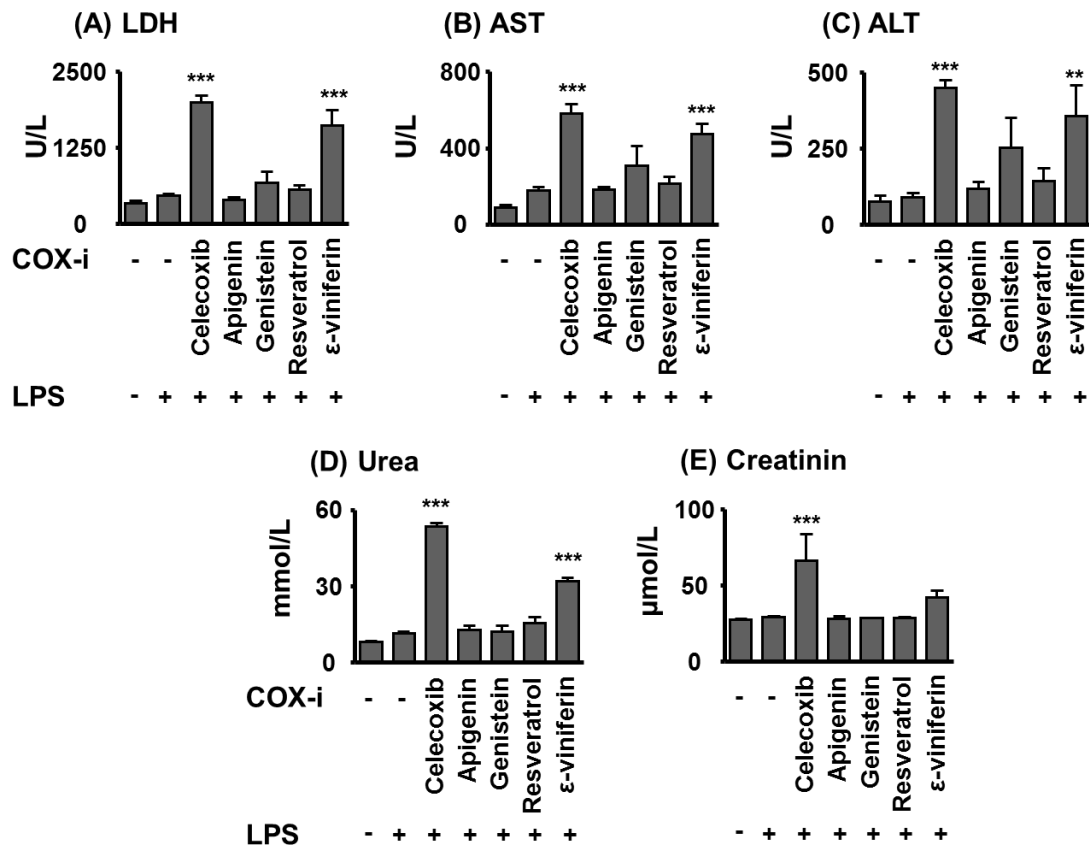 (A) LDH
(B) AST
(C) ALT
2500
1250
0
U/L
***
***
800
400
0
U/L
***
***
500
250
0
U/L
***
**
COX-i
- - Celecoxib Apigenin Genistein Resveratrol ε-viniferin
- - Celecoxib Apigenin Genistein Resveratrol ε-viniferin
- - Celecoxib Apigenin Genistein Resveratrol ε-viniferin
LPS - + + + + + +
- + + + + + +
- + + + + + +
(D) Urea
(E) Creatinin
60
30
0
mmol/L
***
***
100
50
0
µmol/L
***
COX-i
- - Celecoxib Apigenin Genistein Resveratrol ε-viniferin
- - Celecoxib Apigenin Genistein Resveratrol ε-viniferin
LPS - + + + + + +
- + + + + + +